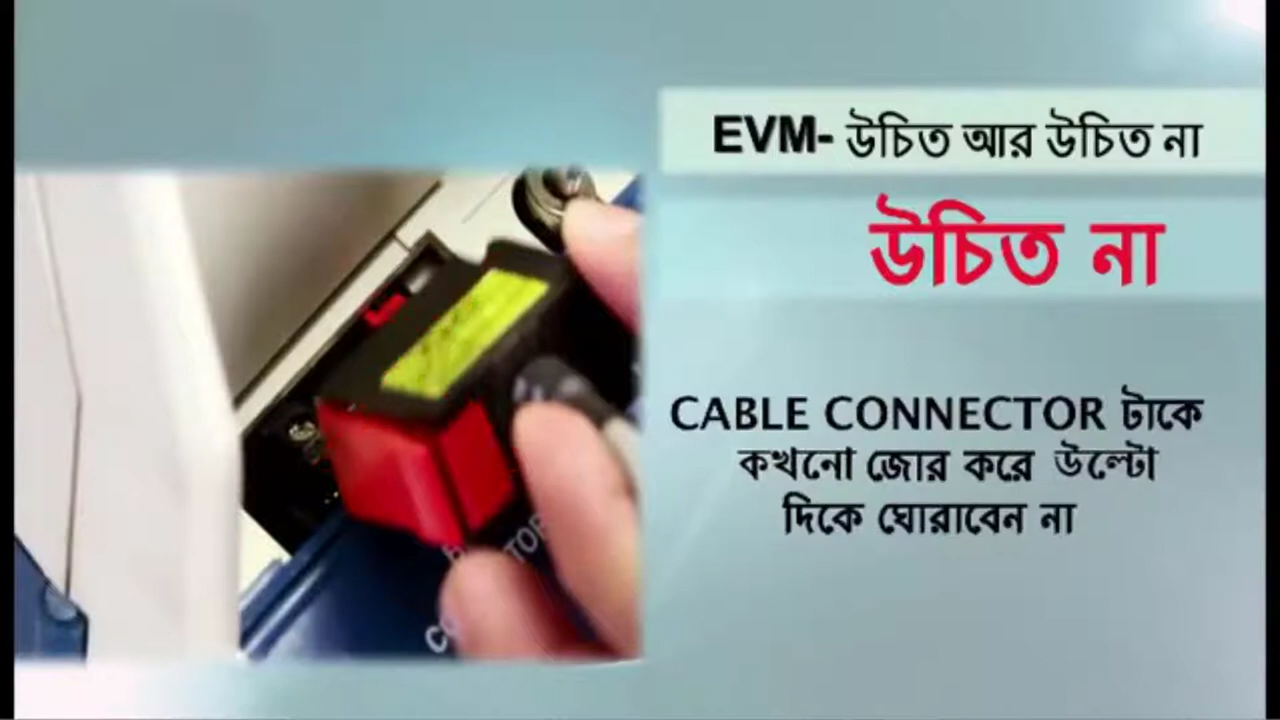 EVM- উচিত আর উচিত না
উচিত না
CABLE CONNECTOR টাকে
কখনো জোর করে উল্টো
দিকে ঘোরাবেন না